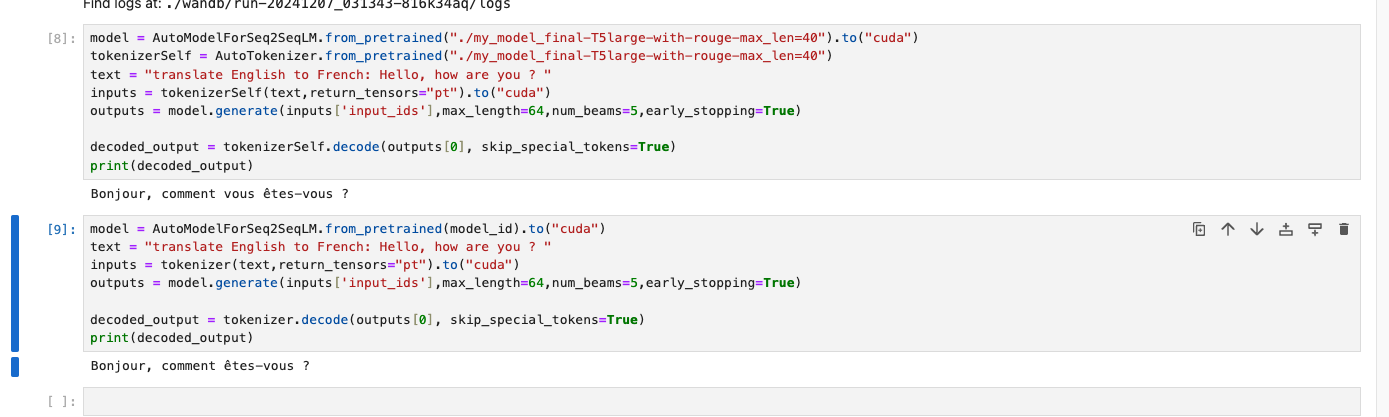 Find logs at: ./wandb/run-20241207_031343-816k34aq/logs
[8]:
model = AutoModelForSeq2SeqLM.from_pretrained("./my_model_final-T5large-with-rouge-max_len=40").to("cuda")
tokenizerSelf = AutoTokenizer.from_pretrained("./my_model_final-T5large-with-rouge-max_len=40")
text = "translate English to French: Hello, how are you ? "
inputs = tokenizerSelf(text,return_tensors="pt").to("cuda")
outputs = model.generate(inputs['input_ids'],max_length=64,num_beams=5,early_stopping=True)
decoded_output = tokenizerSelf.decode(outputs[0], skip_special_tokens=True)
print(decoded_output)
Bonjour, comment vous êtes-vous ?
[9]:
model = AutoModelForSeq2SeqLM.from_pretrained(model_id).to("cuda")
text = "translate English to French: Hello, how are you ? "
inputs = tokenizer(text,return_tensors="pt").to("cuda")
outputs = model.generate(inputs['input_ids'],max_length=64,num_beams=5,early_stopping=True)
decoded_output = tokenizer.decode(outputs[0], skip_special_tokens=True)
print(decoded_output)
Bonjour, comment êtes-vous ?
[ ]: